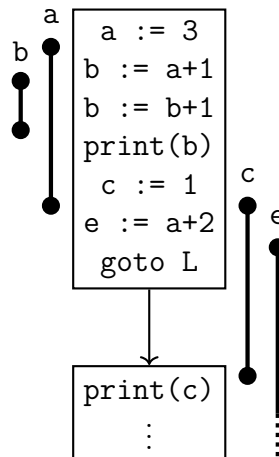 a
b
a := 3
b := a+1
b := b+1
print(b)
c := 1
e := a+2
goto L
c
e
print(c)
⋮